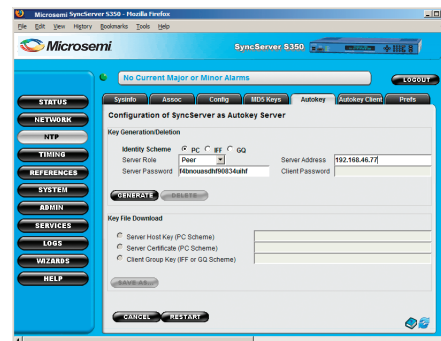 Microsemi SyncServer S350 - Mozilla Firefox
File Edit View History Bookmarks Tools Help
Microsemi
SyncServer S350
No Current Major or Minor Alarms
LOGOUT
STATUS
NETWORK
NTP
TIMING
REFERENCES
SYSTEM
ADMIN
SERVICES
LOGS
WIZARDS
HELP
Sysinfo Assoc Config MD5 Keys Autokey Autokey Client Prefs
Configuration of SyncServer as Autokey Server
Key Generation/Deletion
Identity Scheme PC IFF GQ
Server Role Peer Server Address 192.168.46.77
Server Password f4bnouasdhf90834uihf Client Password
GENERATE DELETE
Key File Download
Server Host Key (PC Scheme)
Server Certificate (PC Scheme)
Client Group Key (IFF or GQ Scheme)
SAVE AS...
CANCEL RESTART